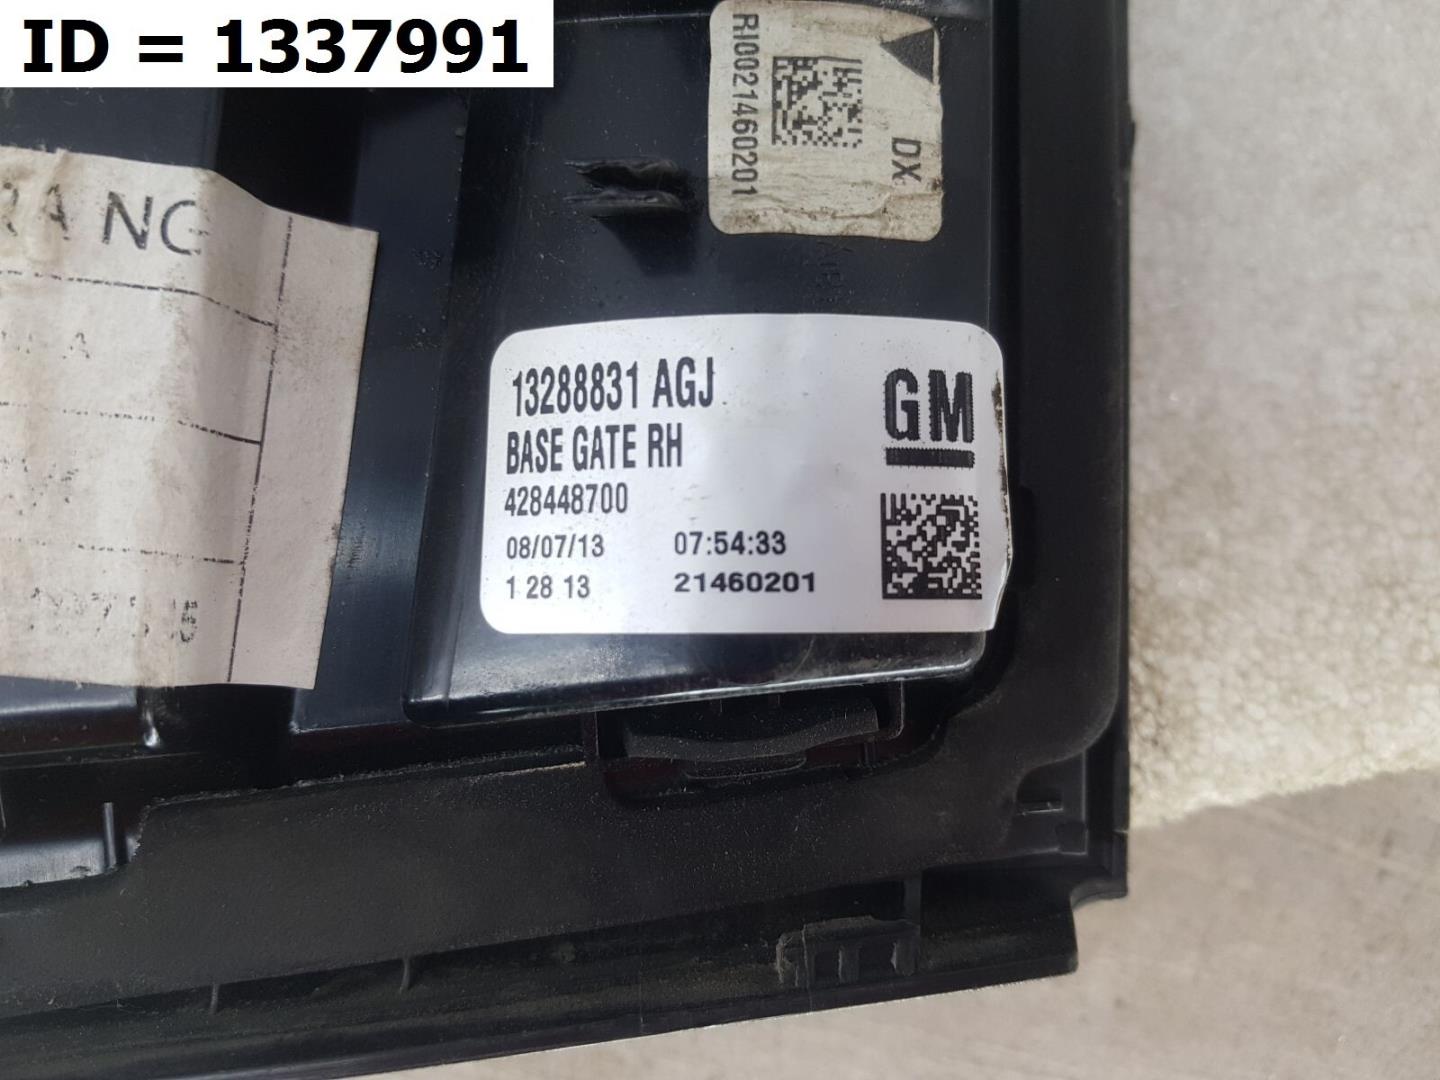 ID = 1337991
RI0021460201
DX
NG
13288831 AGJ
GM
BASE GATE RH
428448700
08/07/13 07:54:33
1 28 13 21460201